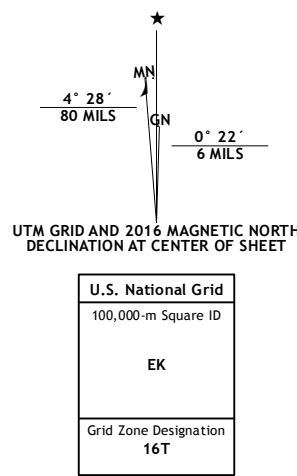 MN
4° 28´
80 MILS
GN
0° 22´
6 MILS
UTM GRID AND 2016 MAGNETIC NORTH
DECLINATION AT CENTER OF SHEET
U.S. National Grid
100,000-m Square ID
EK
Grid Zone Designation
16T